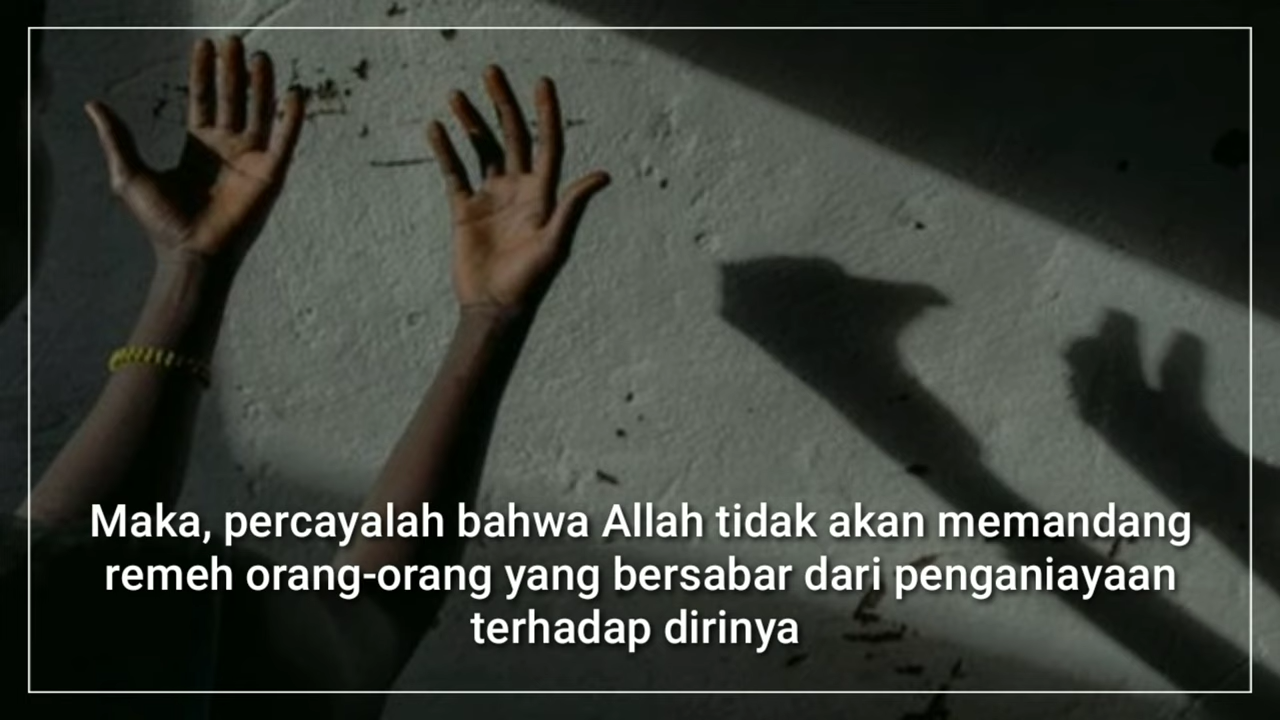 Maka, percayalah bahwa Allah tidak akan memandang
remeh orang-orang yang bersabar dari penganiayaan
terhadap dirinya